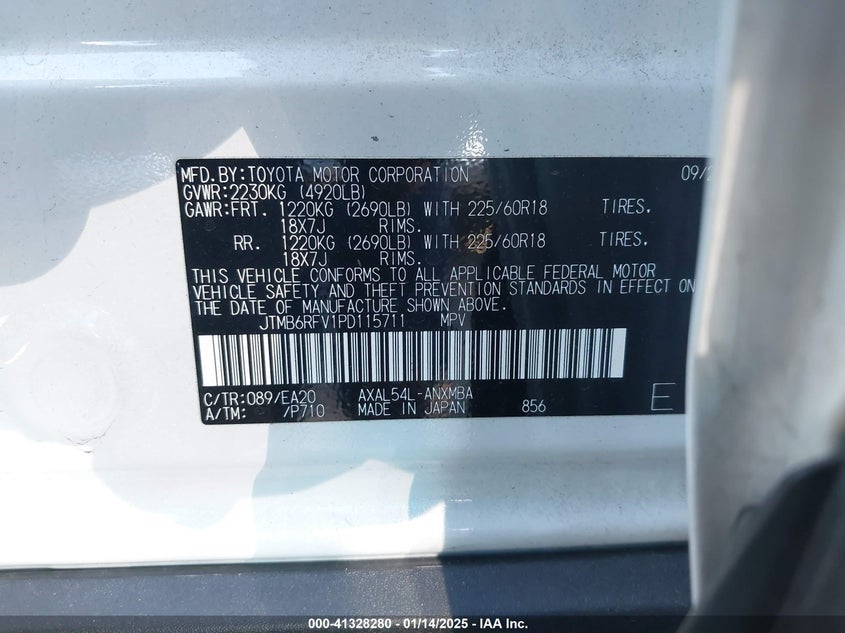 MFD.BY:TOYOTA MOTOR CORPORATION 09/2
GVWR:2230KG (4920LB)
GAWR:FRT. 1220KG (2690LB) WITH 225/60R18 TIRES.
18X7J RIMS.
RR. 1220KG (2690LB) WITH 225/60R18 TIRES.
18X7J RIMS.
THIS VEHICLE CONFORMS TO ALL APPLICABLE FEDERAL MOTOR
VEHICLE SAFETY AND THEFT PREVENTION STANDARDS IN EFFECT ON
THE DATE OF MANUFACTURE SHOWN ABOVE.
JTMB6RFV1PD115711 MPV
C/TR:089/EA20 AXAL54L-ANXMBA
A/TM: /P710 MADE IN JAPAN 856 E
000-41328280 - 01/14/2025 - IAA Inc.